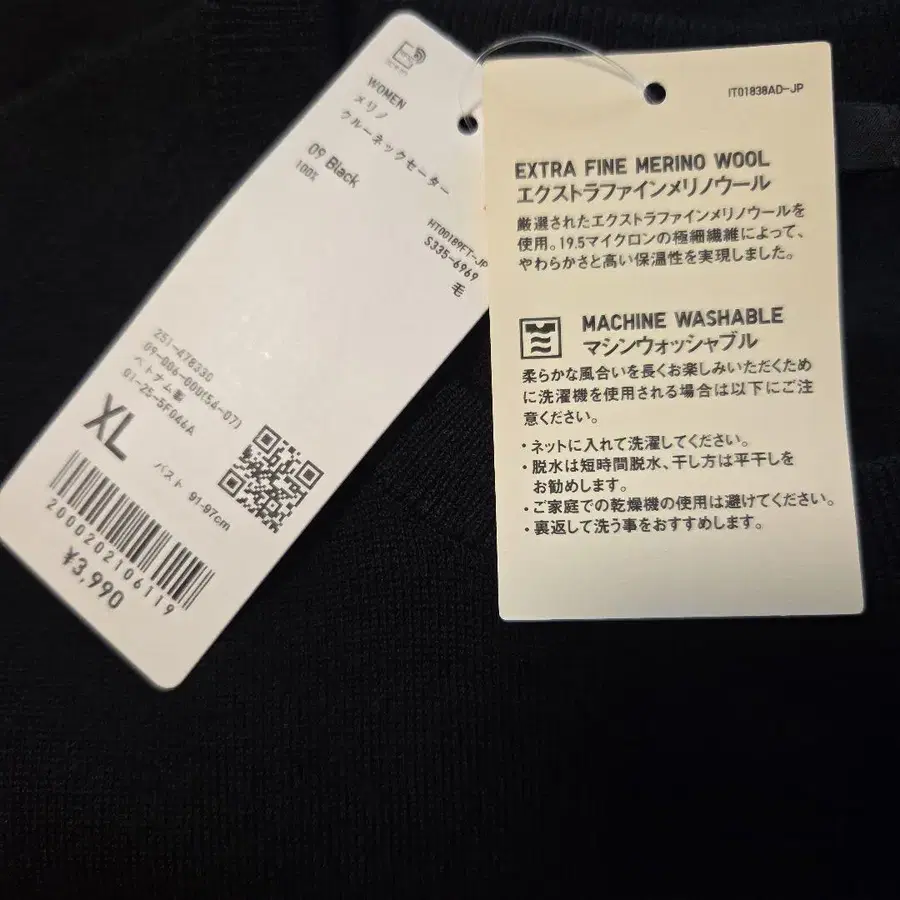 WOMEN
メリノ
クルーネックセーター
09 Black
100%
HT00189FT-JP
S335-6969
毛
251-478330
09-006-000(54-07)
ベトナム製
01-25-5F046A
XL
バスト 91-97cm
2000202106119
¥3,990
IT01838AD-JP
EXTRA FINE MERINO WOOL
エクストラファインメリノウール
厳選されたエクストラファインメリノウールを
使用。19.5マイクロンの極細繊維によって、
やわらかさと高い保温性を実現しました。
MACHINE WASHABLE
マシンウォッシャブル
柔らかな風合いを長くお楽しみいただくため
に洗濯機を使用される場合は以下にご注
意ください。
・ネットに入れて洗濯してください。
・脱水は短時間脱水、干し方は平干しを
お勧めします。
・ご家庭での乾燥機の使用は避けてください。
・裏返して洗う事をおすすめします。